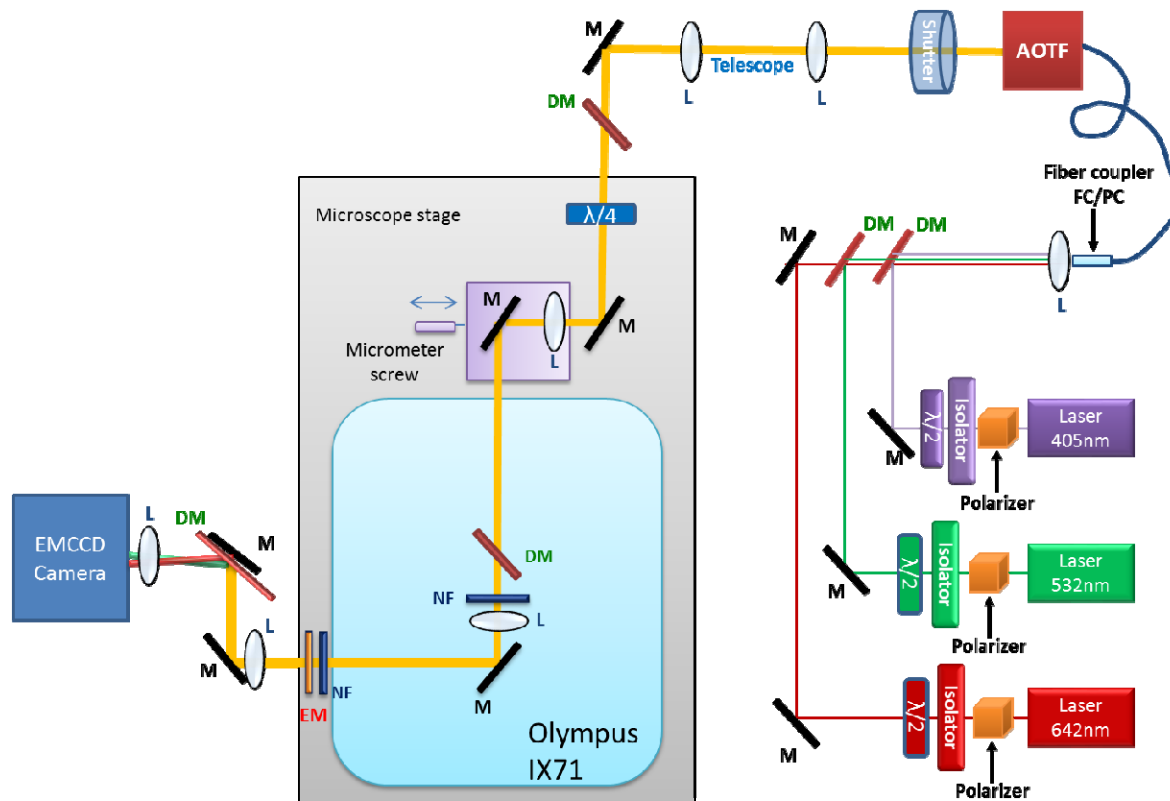 M
Telescope
L
L
Shutter
AOTF
DM
Microscope stage
λ/4
Fiber coupler
FC/PC
M
DM
DM
L
M
L
M
Micrometer
screw
M
λ/2
Isolator
Laser
405nm
Polarizer
EMCCD
Camera
L
DM
M
DM
NF
L
M
λ/2
Isolator
Laser
532nm
Polarizer
M
L
EM
NF
M
Olympus
IX71
M
λ/2
Isolator
Laser
642nm
Polarizer